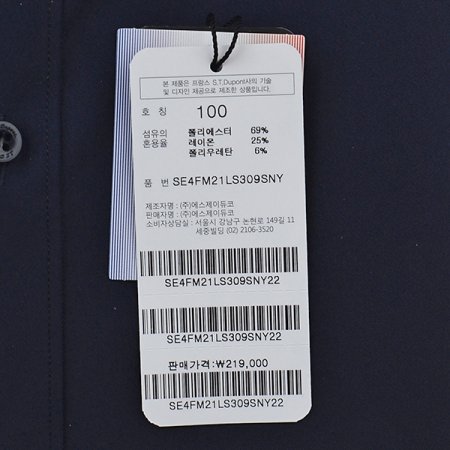 본 제품은 프랑스 S.T.Dupont사의 기술
및 디자인 제공으로 제조한 상품입니다.
호 칭 100
섬유의 폴리에스터 69%
혼용율 레이온 25%
폴리우레탄 6%
품 번 SE4FM21LS309SNY
제조자명 : (주)에스제이듀코
판매자명 : (주)에스제이듀코
소비자상담실 : 서울시 강남구 논현로 149길 11
세중빌딩 (02) 2106-3520
SE4FM21LS309SNY22
SE4FM21LS309SNY22
판매가격:₩219,000
SE4FM21LS309SNY22